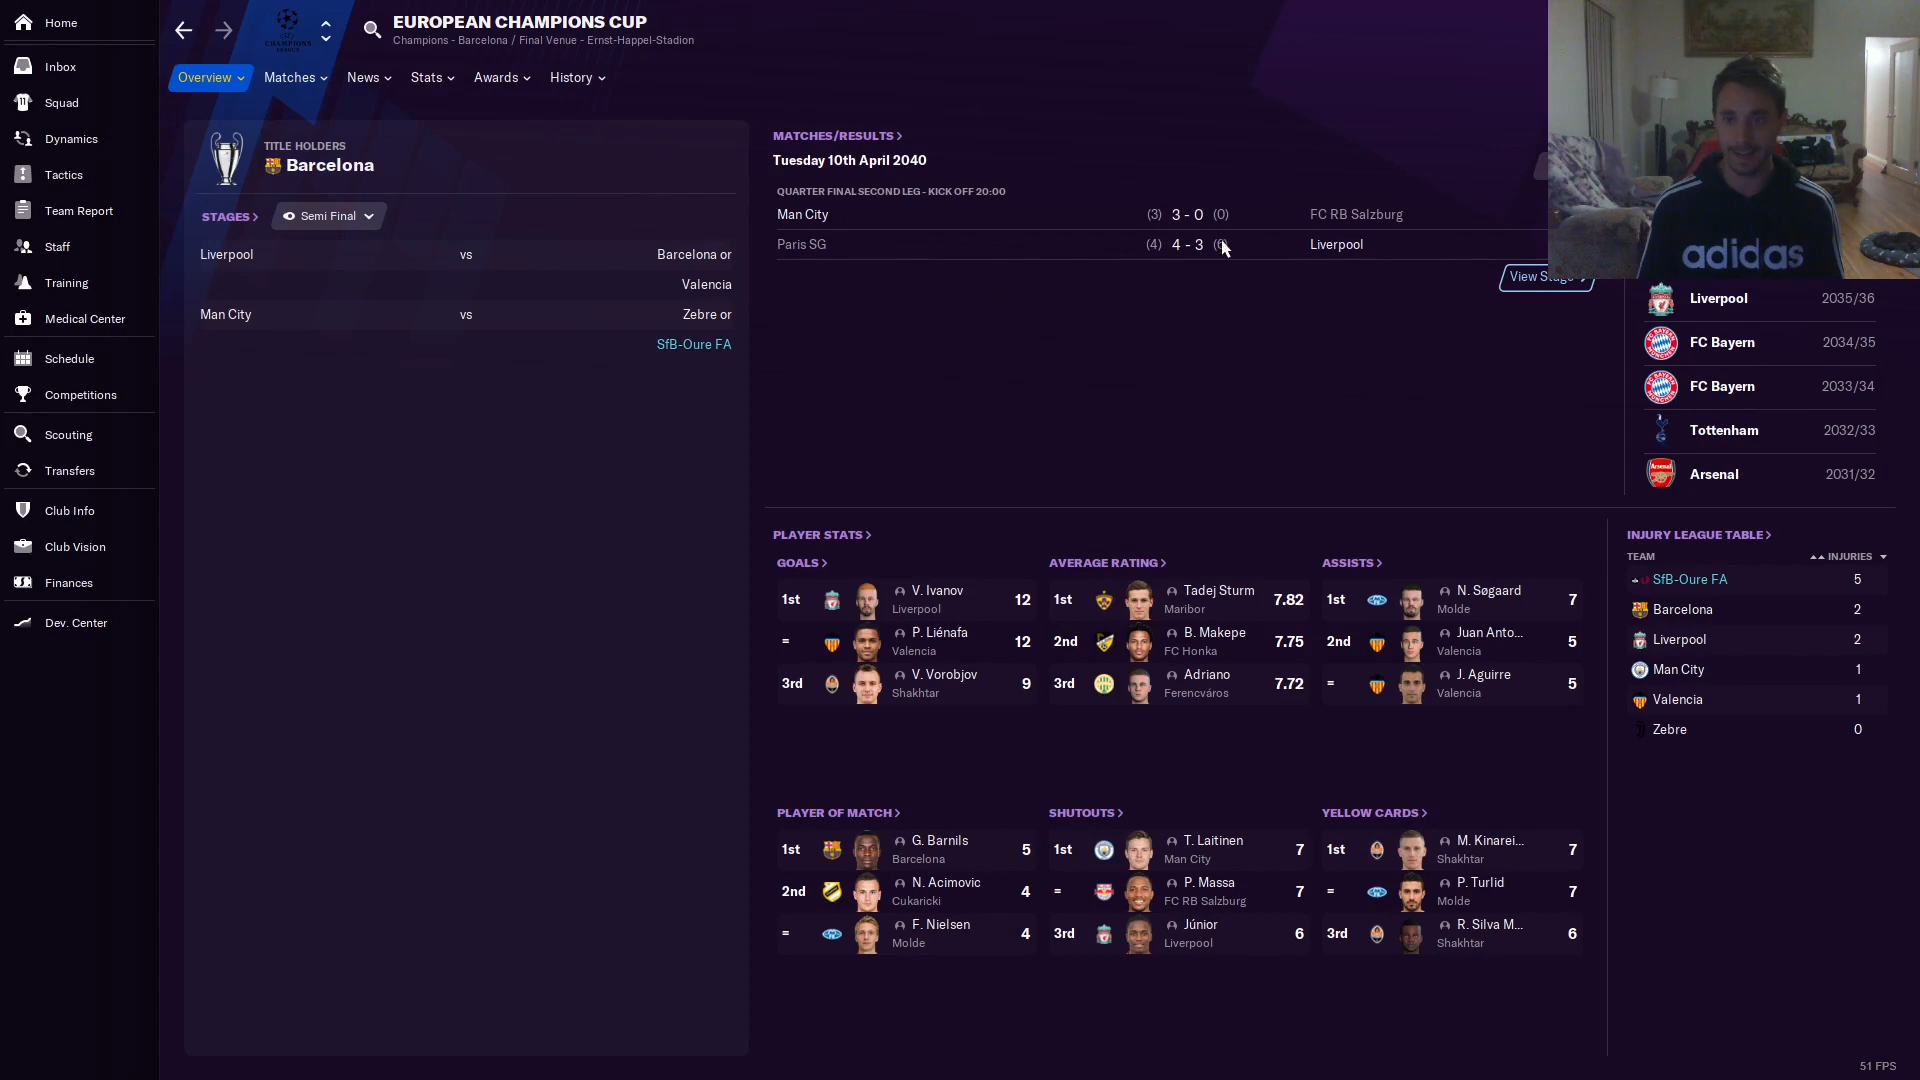 Home
Inbox
Squad
Dynamics
Tactics
Team Report
Staff
Training
Medical Center
Schedule
Competitions
Scouting
Transfers
Club Info
Club Vision
Finances
Dev. Center
CHAMPIONS
LEAGUE
EUROPEAN CHAMPIONS CUP
Champions - Barcelona / Final Venue - Ernst-Happel-Stadion
Overview Matches News Stats Awards History
TITLE HOLDERS
Barcelona
STAGES Semi Final
Liverpool vs Barcelona or
Valencia
Man City vs Zebre or
SfB-Oure FA
MATCHES/RESULTS
Tuesday 10th April 2040
QUARTER FINAL SECOND LEG - KICK OFF 20:00
Man City (3) 3 - 0 (0) FC RB Salzburg
Paris SG (4) 4 - 3 Liverpool
View Stage
adidas
Liverpool 2035/36
FC Bayern 2034/35
FC Bayern 2033/34
Tottenham 2032/33
Arsenal 2031/32
PLAYER STATS
GOALS
1st V. Ivanov 12
Liverpool
= P. Liénafa 12
Valencia
3rd V. Vorobjov 9
Shakhtar
AVERAGE RATING
1st Tadej Sturm 7.82
Maribor
2nd B. Makepe 7.75
FC Honka
3rd Adriano 7.72
Ferencváros
ASSISTS
1st N. Søgaard 7
Molde
2nd Juan Anto... 5
Valencia
= J. Aguirre 5
Valencia
PLAYER OF MATCH
1st G. Barnils 5
Barcelona
2nd N. Acimovic 4
Cukaricki
= F. Nielsen 4
Molde
SHUTOUTS
1st T. Laitinen 7
Man City
= P. Massa 7
FC RB Salzburg
3rd Júnior 6
Liverpool
YELLOW CARDS
1st M. Kinarei... 7
Shakhtar
= P. Turlid 7
Molde
3rd R. Silva M... 6
Shakhtar
INJURY LEAGUE TABLE
TEAM INJURIES
SfB-Oure FA 5
Barcelona 2
Liverpool 2
Man City 1
Valencia 1
Zebre 0
51 FPS